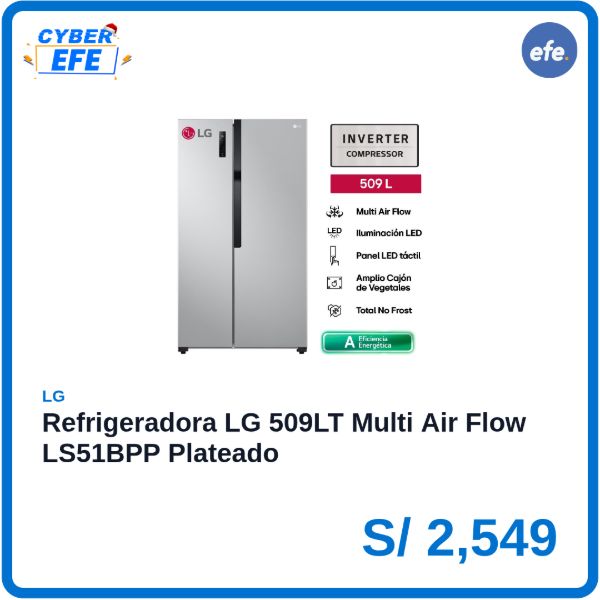 CYBER
EFE
efe.
LG
INVERTER
COMPRESSOR
509 L
Multi Air Flow
LED
Iluminación LED
Panel LED táctil
Amplio Cajón
de Vegetales
Total No Frost
A Eficiencia
Energética
LG
Refrigeradora LG 509LT Multi Air Flow
LS51BPP Plateado
S/ 2,549